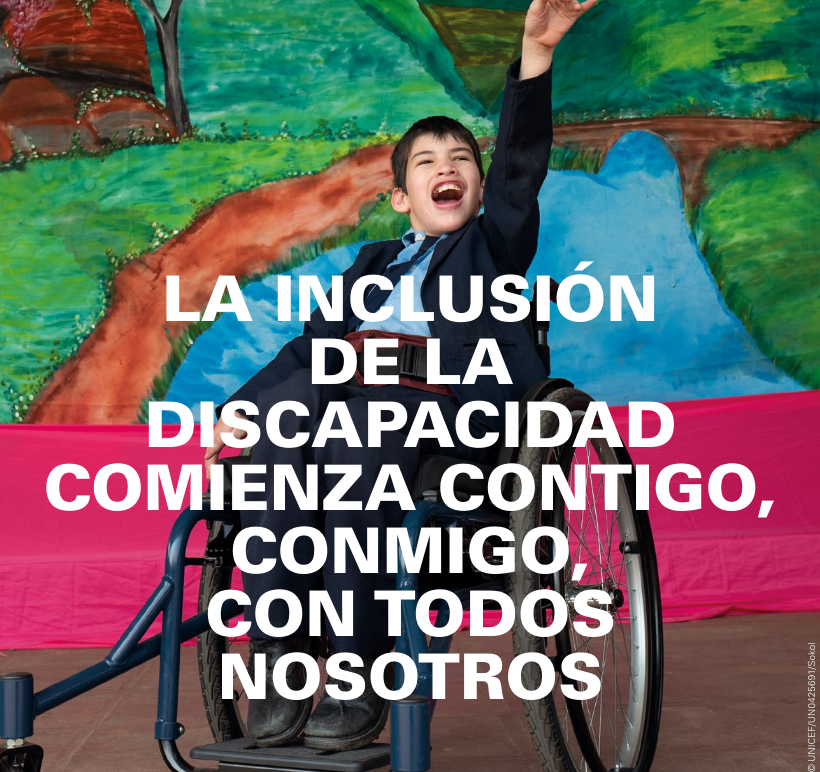 LA INCLUSIÓN
DE LA
DISCAPACIDAD
COMIENZA CONTIGO,
CONMIGO,
CON TODOS
NOSOTROS
© UNICEF/UN0425691/Sokol